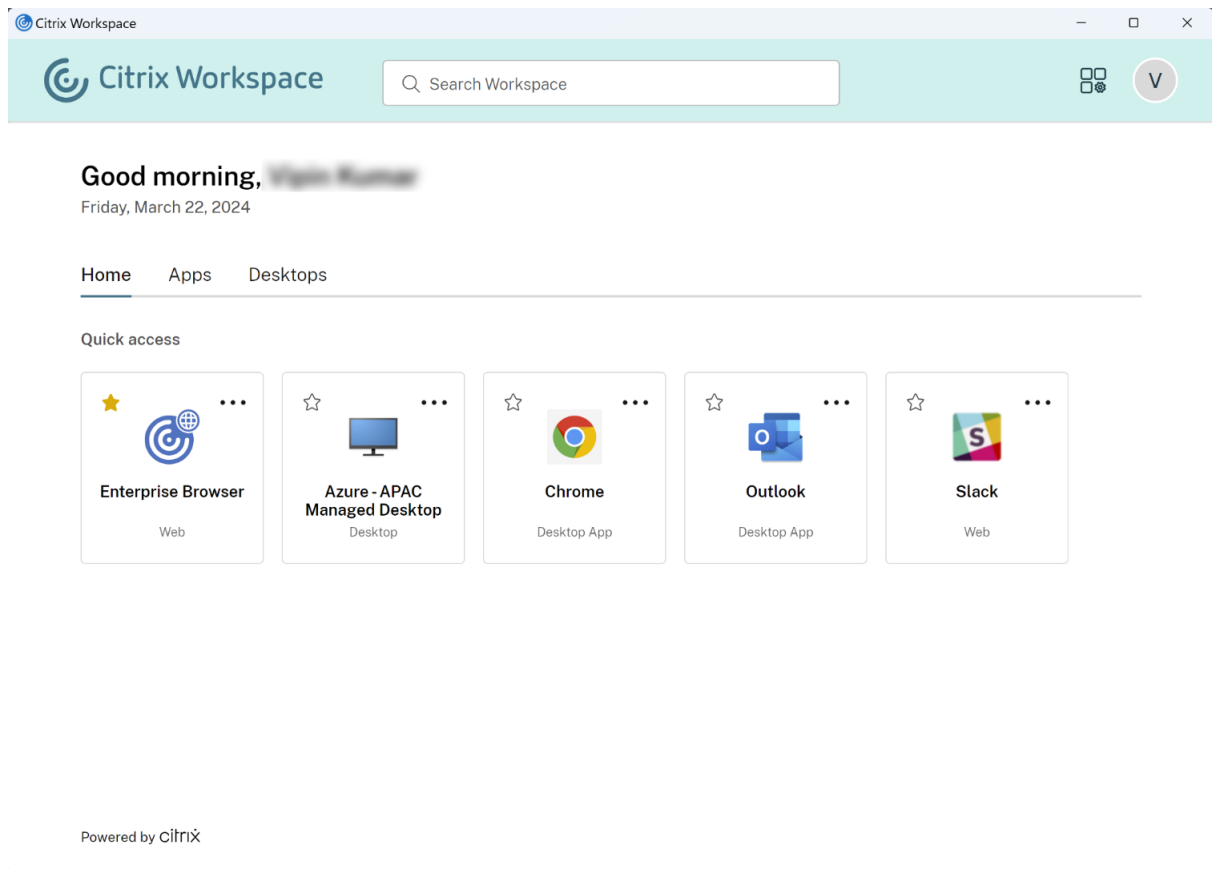 Citrix Workspace
Citrix Workspace
Search Workspace
V
Good morning,
Friday, March 22, 2024
Home Apps Desktops
Quick access
Enterprise Browser
Web
Azure - APAC
Managed Desktop
Desktop
Chrome
Desktop App
O
Outlook
Desktop App
S
Slack
Web
Powered by citrix